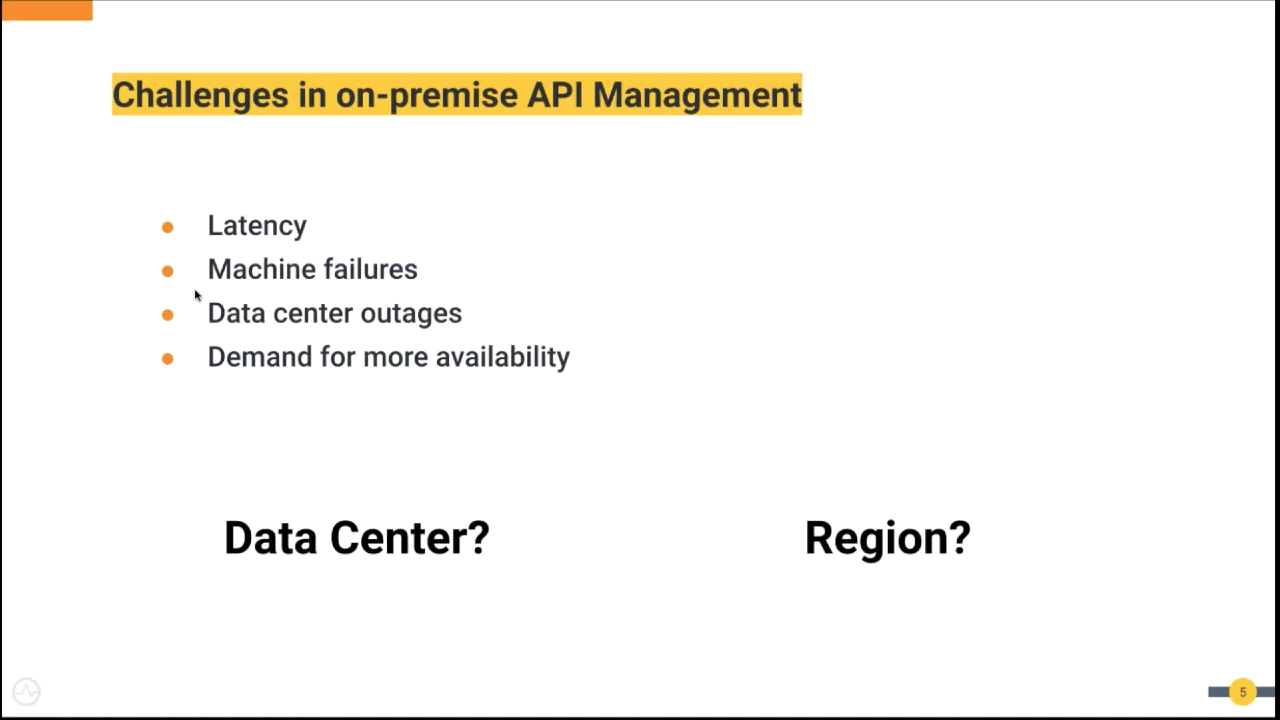 Challenges in on-premise API Management
Latency
Machine failures
Data center outages
Demand for more availability
Data Center?
Region?
5